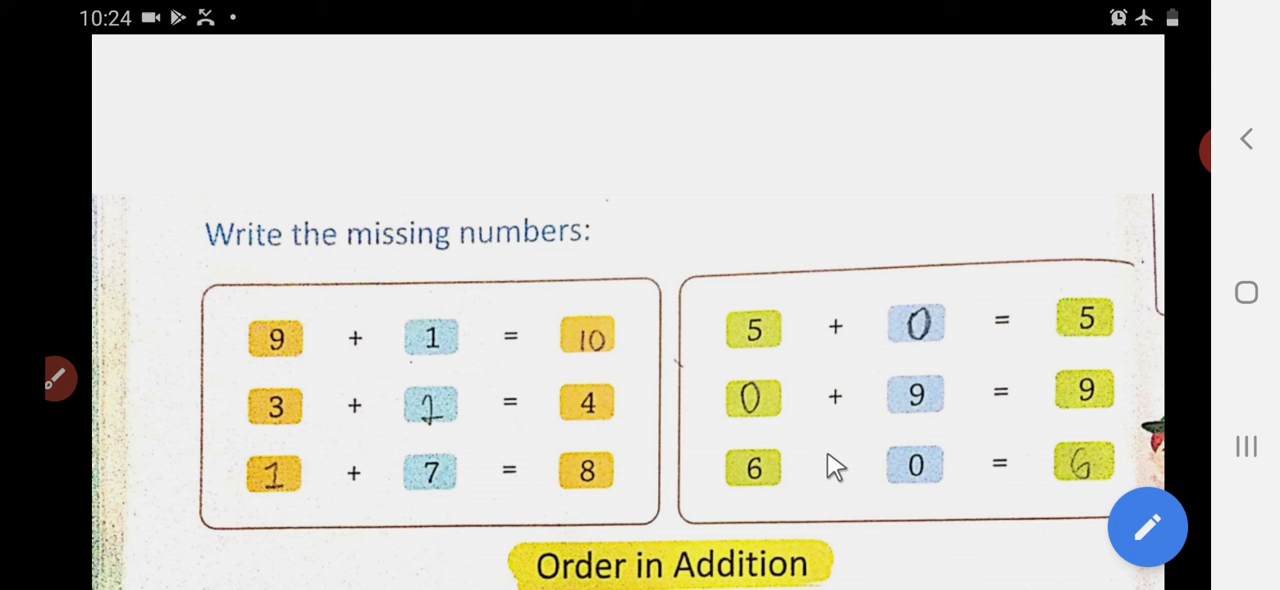 10:24
Write the missing numbers:
9 + 1 = 10
3 + 1 = 4
1 + 7 = 8
5 + 0 = 5
0 + 9 = 9
6 0 = 6
Order in Addition